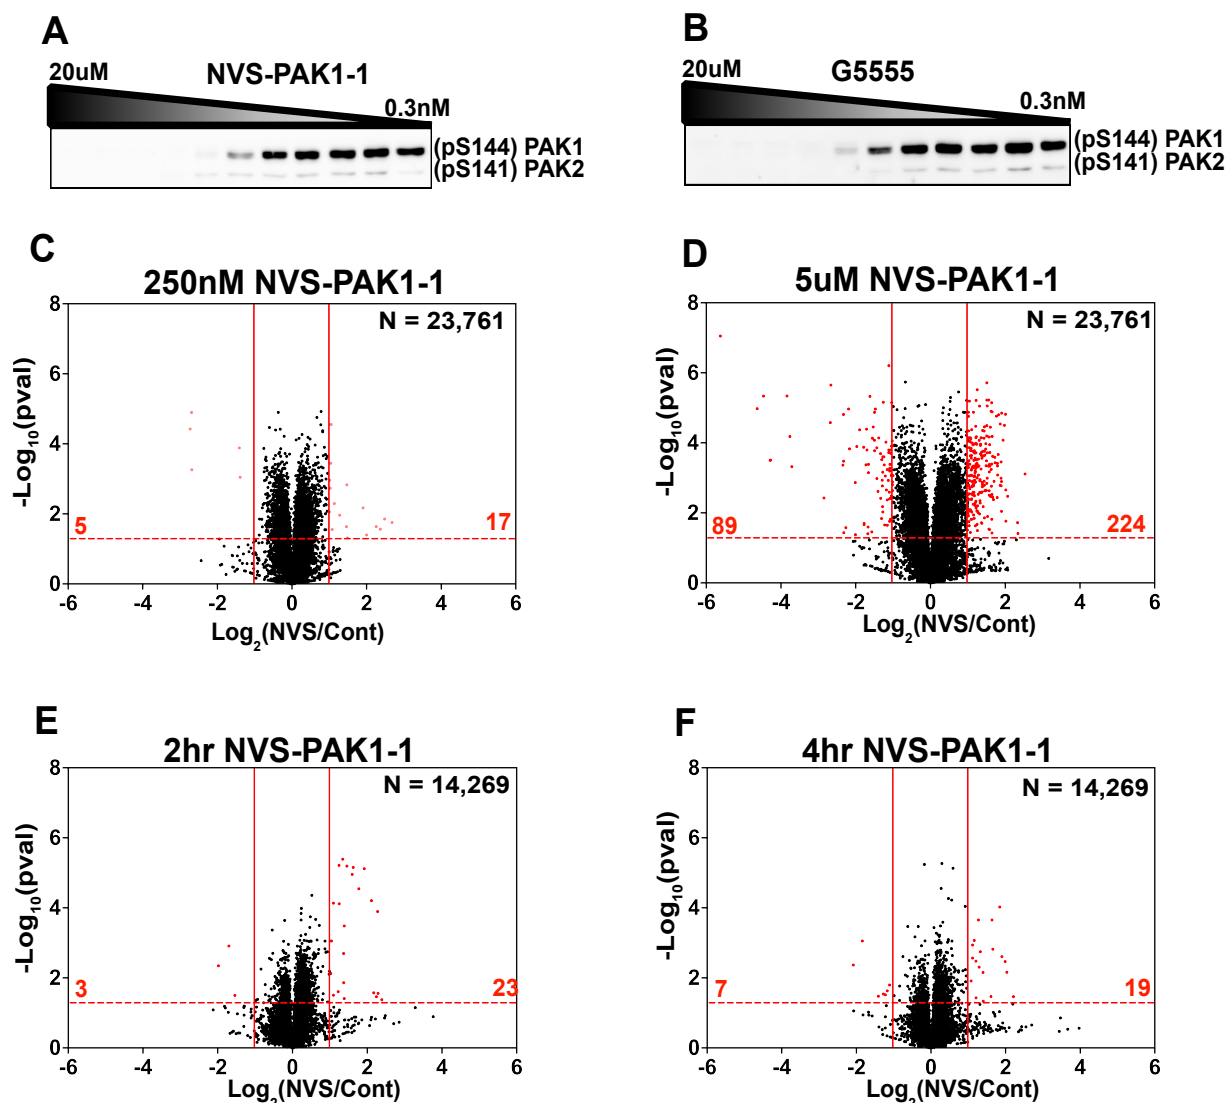 A
20uM
NVS-PAK1-1
0.3nM
(pS144) PAK1
(pS141) PAK2
B
20uM
G5555
0.3nM
(pS144) PAK1
(pS141) PAK2
C
250nM NVS-PAK1-1
N = 23,761
-Log10(pval)
8
6
4
2
0
5
17
-6 -4 -2 0 2 4 6
Log2(NVS/Cont)
D
5uM NVS-PAK1-1
N = 23,761
-Log10(pval)
8
6
4
2
0
89
224
-6 -4 -2 0 2 4 6
Log2(NVS/Cont)
E
2hr NVS-PAK1-1
N = 14,269
-Log10(pval)
8
6
4
2
0
3
23
-6 -4 -2 0 2 4 6
Log2(NVS/Cont)
F
4hr NVS-PAK1-1
N = 14,269
-Log10(pval)
8
6
4
2
0
7
19
-6 -4 -2 0 2 4 6
Log2(NVS/Cont)